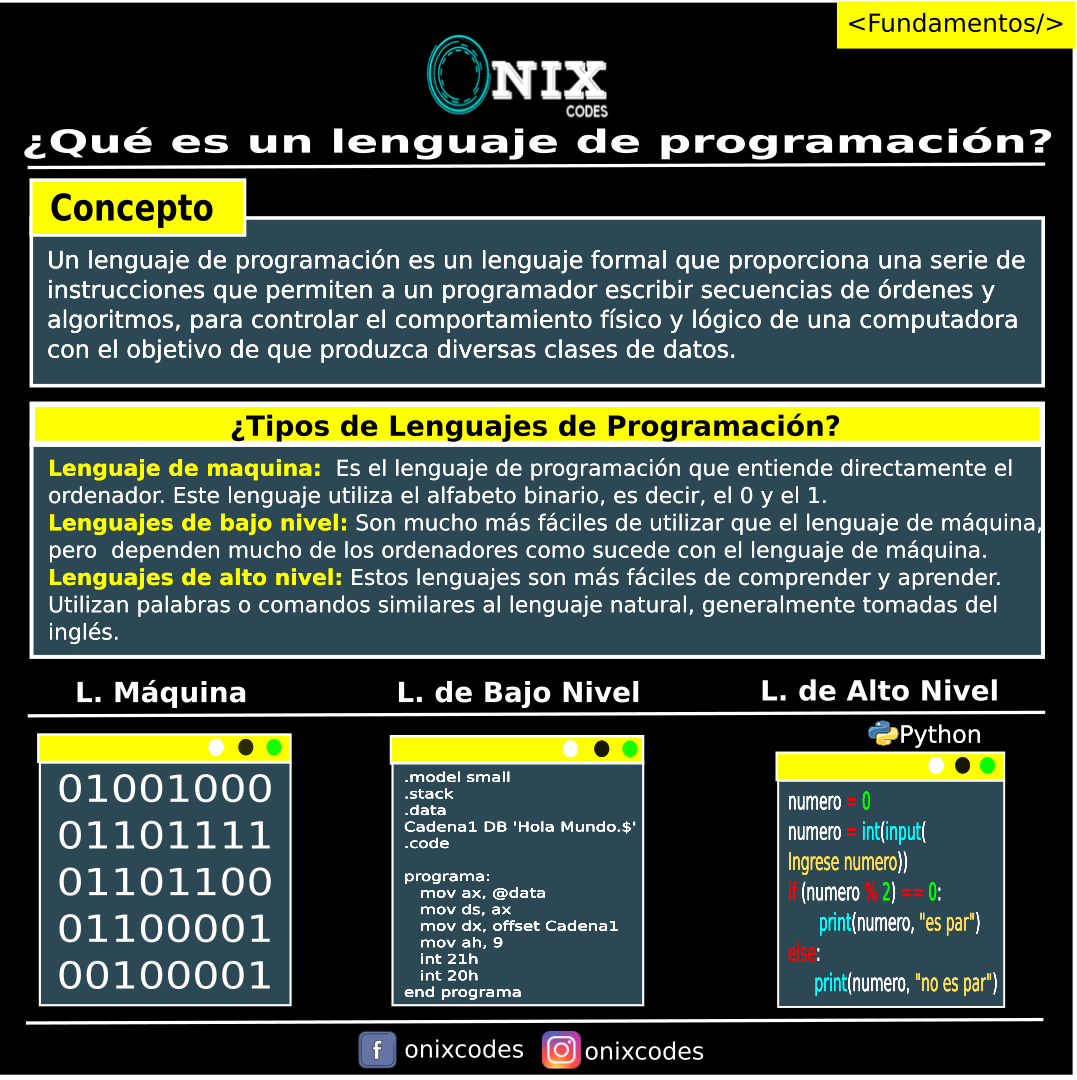 <Fundamentos/>
ONIX
CODES
¿Qué es un lenguaje de programación?
Concepto
Un lenguaje de programación es un lenguaje formal que proporciona una serie de
instrucciones que permiten a un programador escribir secuencias de órdenes y
algoritmos, para controlar el comportamiento físico y lógico de una computadora
con el objetivo de que produzca diversas clases de datos.
¿Tipos de Lenguajes de Programación?
Lenguaje de maquina: Es el lenguaje de programación que entiende directamente el
ordenador. Este lenguaje utiliza el alfabeto binario, es decir, el 0 y el 1.
Lenguajes de bajo nivel: Son mucho más fáciles de utilizar que el lenguaje de máquina,
pero dependen mucho de los ordenadores como sucede con el lenguaje de máquina.
Lenguajes de alto nivel: Estos lenguajes son más fáciles de comprender y aprender.
Utilizan palabras o comandos similares al lenguaje natural, generalmente tomadas del
inglés.
L. Máquina
01001000
01101111
01101100
01100001
00100001
L. de Bajo Nivel
.model small
.stack
.data
Cadena1 DB 'Hola Mundo.$'
.code
programa:
mov ax, @data
mov ds, ax
mov dx, offset Cadena1
mov ah, 9
int 21h
int 20h
end programa
L. de Alto Nivel
Python
numero = 0
numero = int(input(
Ingrese numero))
if (numero % 2) == 0:
print(numero, "es par")
else:
print(numero, "no es par")
f onixcodes onixcodes